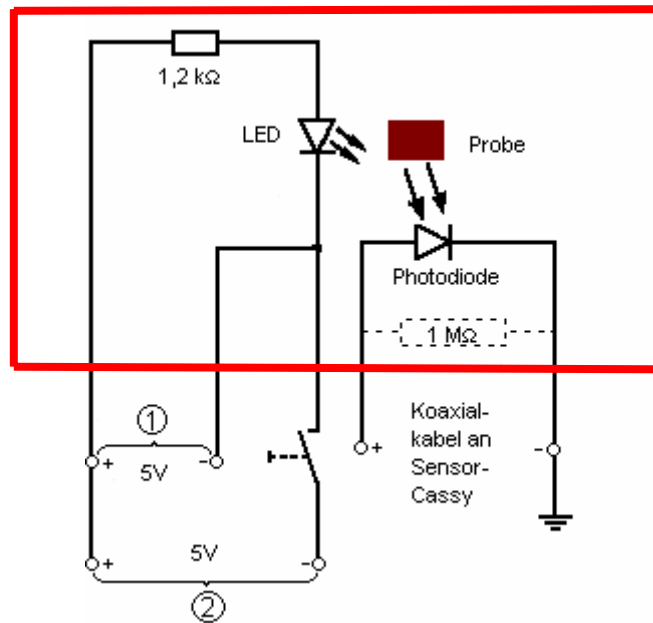 1,2 kΩ
LED
Probe
Photodiode
1 MΩ
1
+
5V
-
Koaxial-
kabel an
Sensor-
Cassy
+
-
5V
+
-
2